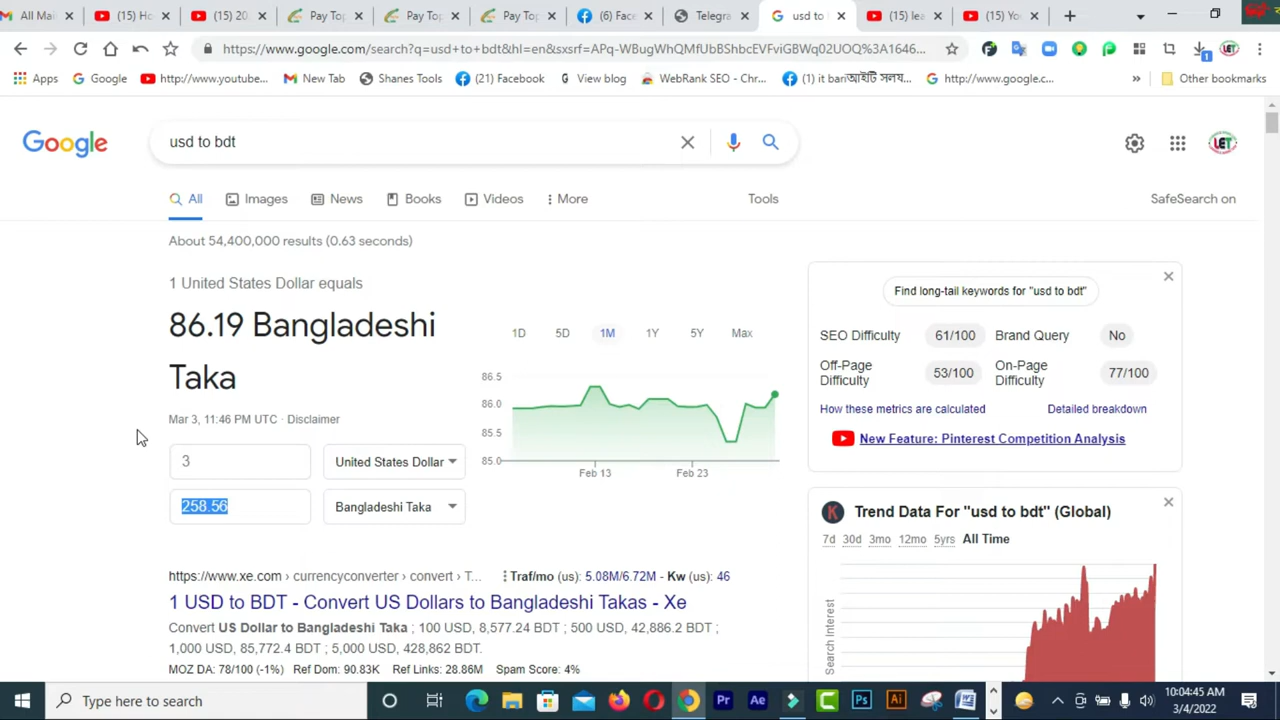 All Mai
(15) Ho
(15) 20
Pay Top
Pay Top
Pay Top
(6) Fac
Telegra
usd to
(15) lea
(15) Yo
https://www.google.com/search?q=usd+to+bdt&hl=en&sxsrf=APq-WBugWhQMfUbBShbcEVFviGBWq02UOQ%3A1646...
Apps
Google
http://www.youtube...
New Tab
Shanes Tools
(21) Facebook
View blog
WebRank SEO - Chr...
http://www.google.c...
»
Other bookmarks
Google
usd to bdt
LET
All
Images
News
Books
Videos
More
Tools
SafeSearch on
About 54,400,000 results (0.63 seconds)
1 United States Dollar equals
86.19 Bangladeshi
Taka
Mar 3, 11:46 PM UTC · Disclaimer
3
United States Dollar
258.56
Bangladeshi Taka
1D 5D 1M 1Y 5Y Max
86.5
86.0
85.5
85.0
Feb 13 Feb 23
Find long-tail keywords for "usd to bdt"
SEO Difficulty 61/100 Brand Query No
Off-Page
Difficulty
53/100
On-Page
Difficulty
77/100
How these metrics are calculated
Detailed breakdown
New Feature: Pinterest Competition Analysis
K
Trend Data For "usd to bdt" (Global)
7d 30d 3mo 12mo 5yrs All Time
Search Interest
https://www.xe.com › currencyconverter › convert › T...
Traf/mo (us): 5.08M/6.72M - Kw (us): 46
1 USD to BDT - Convert US Dollars to Bangladeshi Takas - Xe
Convert US Dollar to Bangladeshi Taka ; 100 USD, 8,577.24 BDT ; 500 USD, 42,886.2 BDT ;
1,000 USD, 85,772.4 BDT ; 5,000 USD, 428,862 BDT.
MOZ DA: 78/100 (-1%) Ref Dom: 90.83K Ref Links: 28.86M Spam Score: 4%
Type here to search
Pr
Ae
Ps
Ai
10:04:45 AM
3/4/2022